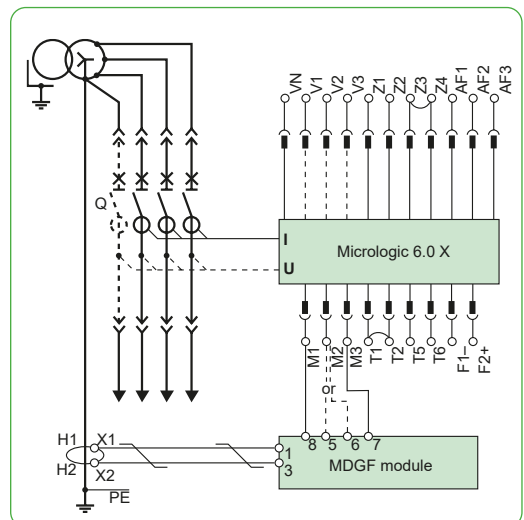 VN V1 V2 V3 Z1 Z2 Z3 Z4 AF1 AF2 AF3
Q
I
U
Micrologic 6.0 X
M1 M2 M3 T1 T2 T5 T6 F1– F2+
or
H1 X1
H2 X2
8 5 6 7
1
3
MDGF module
PE